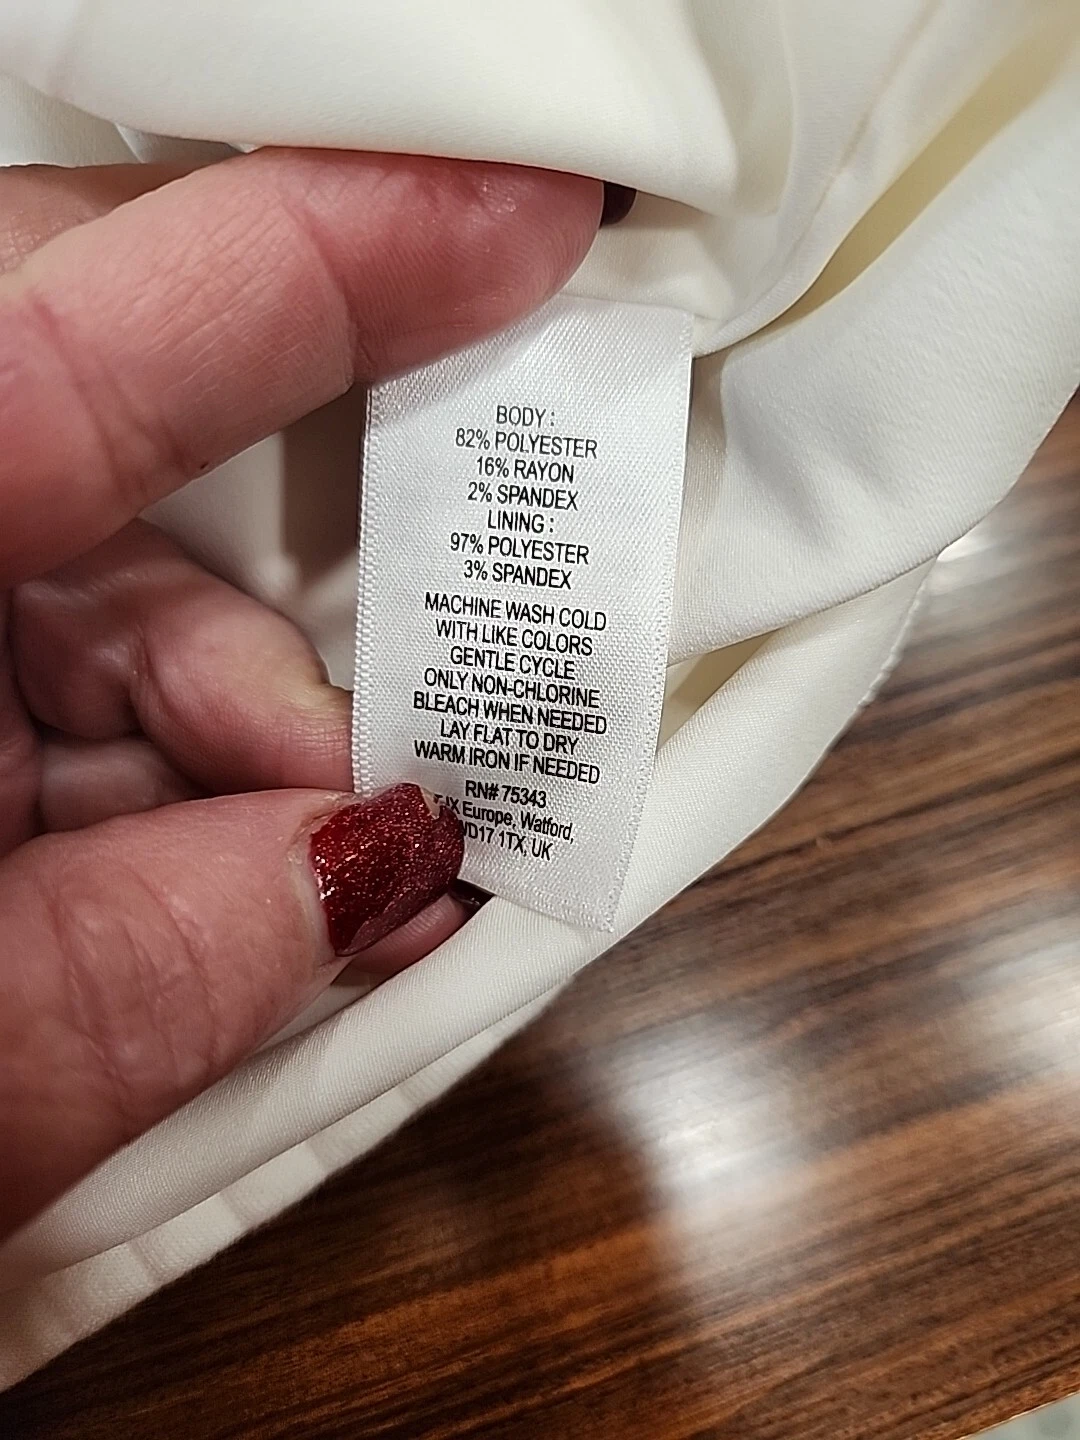 BODY :
82% POLYESTER
16% RAYON
2% SPANDEX
LINING :
97% POLYESTER
3% SPANDEX
MACHINE WASH COLD
WITH LIKE COLORS
GENTLE CYCLE
ONLY NON-CHLORINE
BLEACH WHEN NEEDED
LAY FLAT TO DRY
WARM IRON IF NEEDED
RN# 75343
Europe, Watford,
1TX, UK